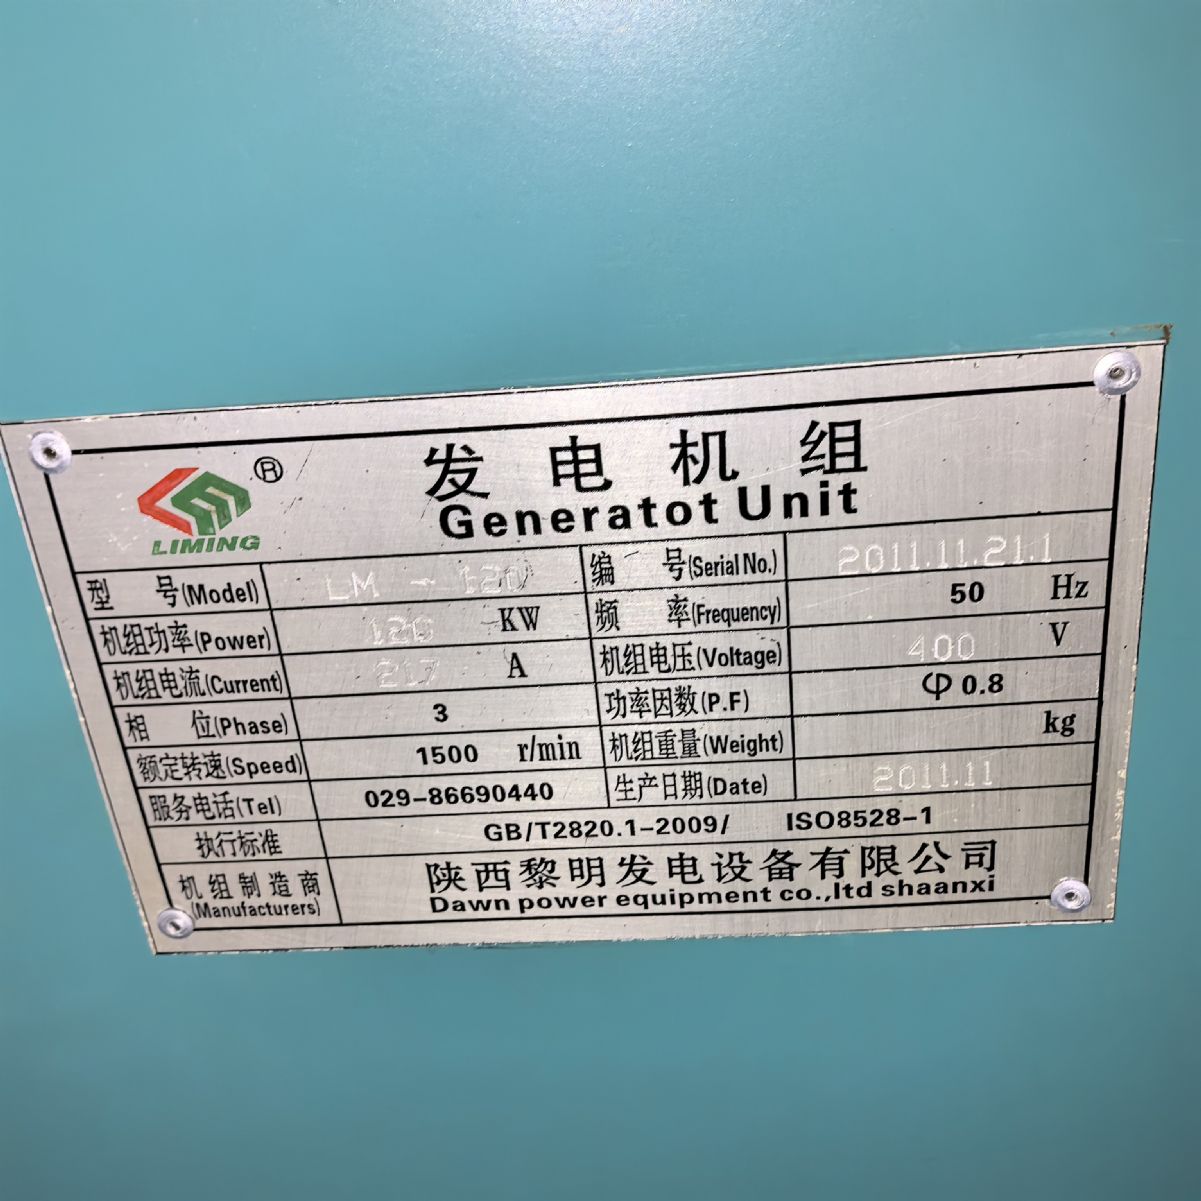 LIMING ®
发电机组
Generatot Unit
型 号(Model) LM - 120 编 号(Serial No.) 2011.11.21.1
机组功率(Power) 120 KW 频 率(Frequency) 50 Hz
机组电流(Current) 217 A 机组电压(Voltage) 400 V
相 位(Phase) 3 功率因数(P.F) φ 0.8
额定转速(Speed) 1500 r/min 机组重量(Weight) kg
服务电话(Tel) 029-86690440 生产日期(Date) 2011.11
执行标准 GB/T2820.1-2009/ ISO8528-1
机组制造商 陕西黎明发电设备有限公司
(Manufacturers) Dawn power equipment co.,ltd shaanxi